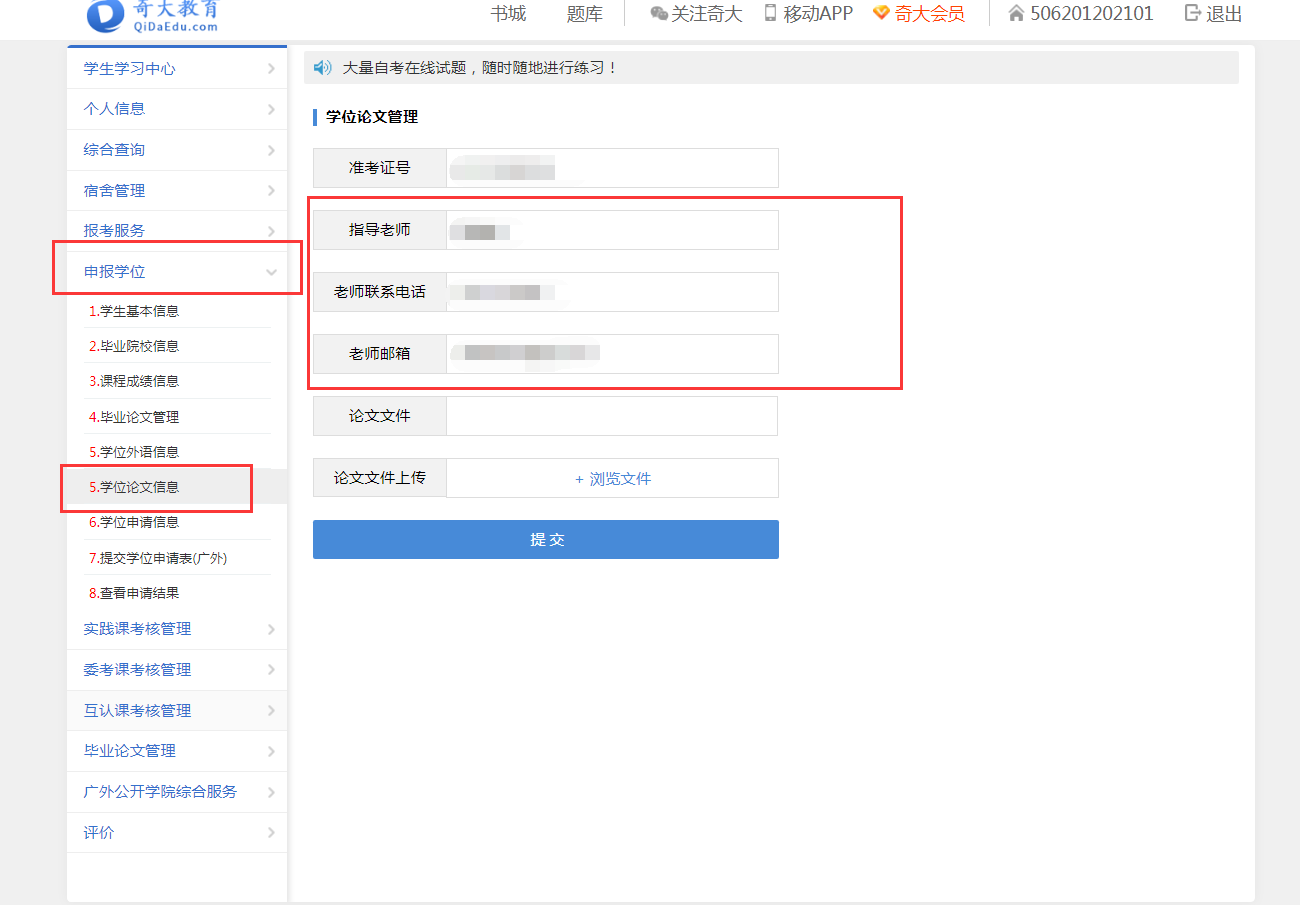 奇大教育
QiDaEdu.com
书城 题库 关注奇大 移动APP 奇大会员 506201202101 退出
学生学习中心
个人信息
综合查询
宿舍管理
报考服务
申报学位
1.学生基本信息
2.毕业院校信息
3.课程成绩信息
4.毕业论文管理
5.学位外语信息
5.学位论文信息
6.学位申请信息
7.提交学位申请表(广外)
8.查看申请结果
实践课考核管理
委考课考核管理
互认课考核管理
毕业论文管理
广外公开学院综合服务
评价
大量自考在线试题，随时随地进行练习！
学位论文管理
准考证号
指导老师
老师联系电话
老师邮箱
论文文件
论文文件上传 + 浏览文件
提 交